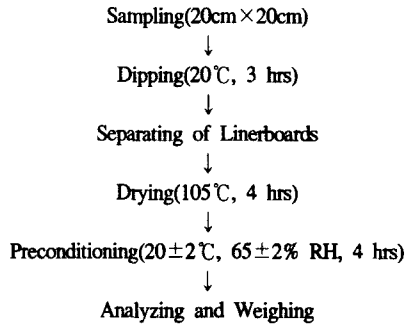 Sampling(20cm×20cm)
↓
Dipping(20℃, 3 hrs)
↓
Separating of Linerboards
↓
Drying(105℃, 4 hrs)
↓
Preconditioning(20±2℃, 65±2% RH, 4 hrs)
↓
Analyzing and Weighing